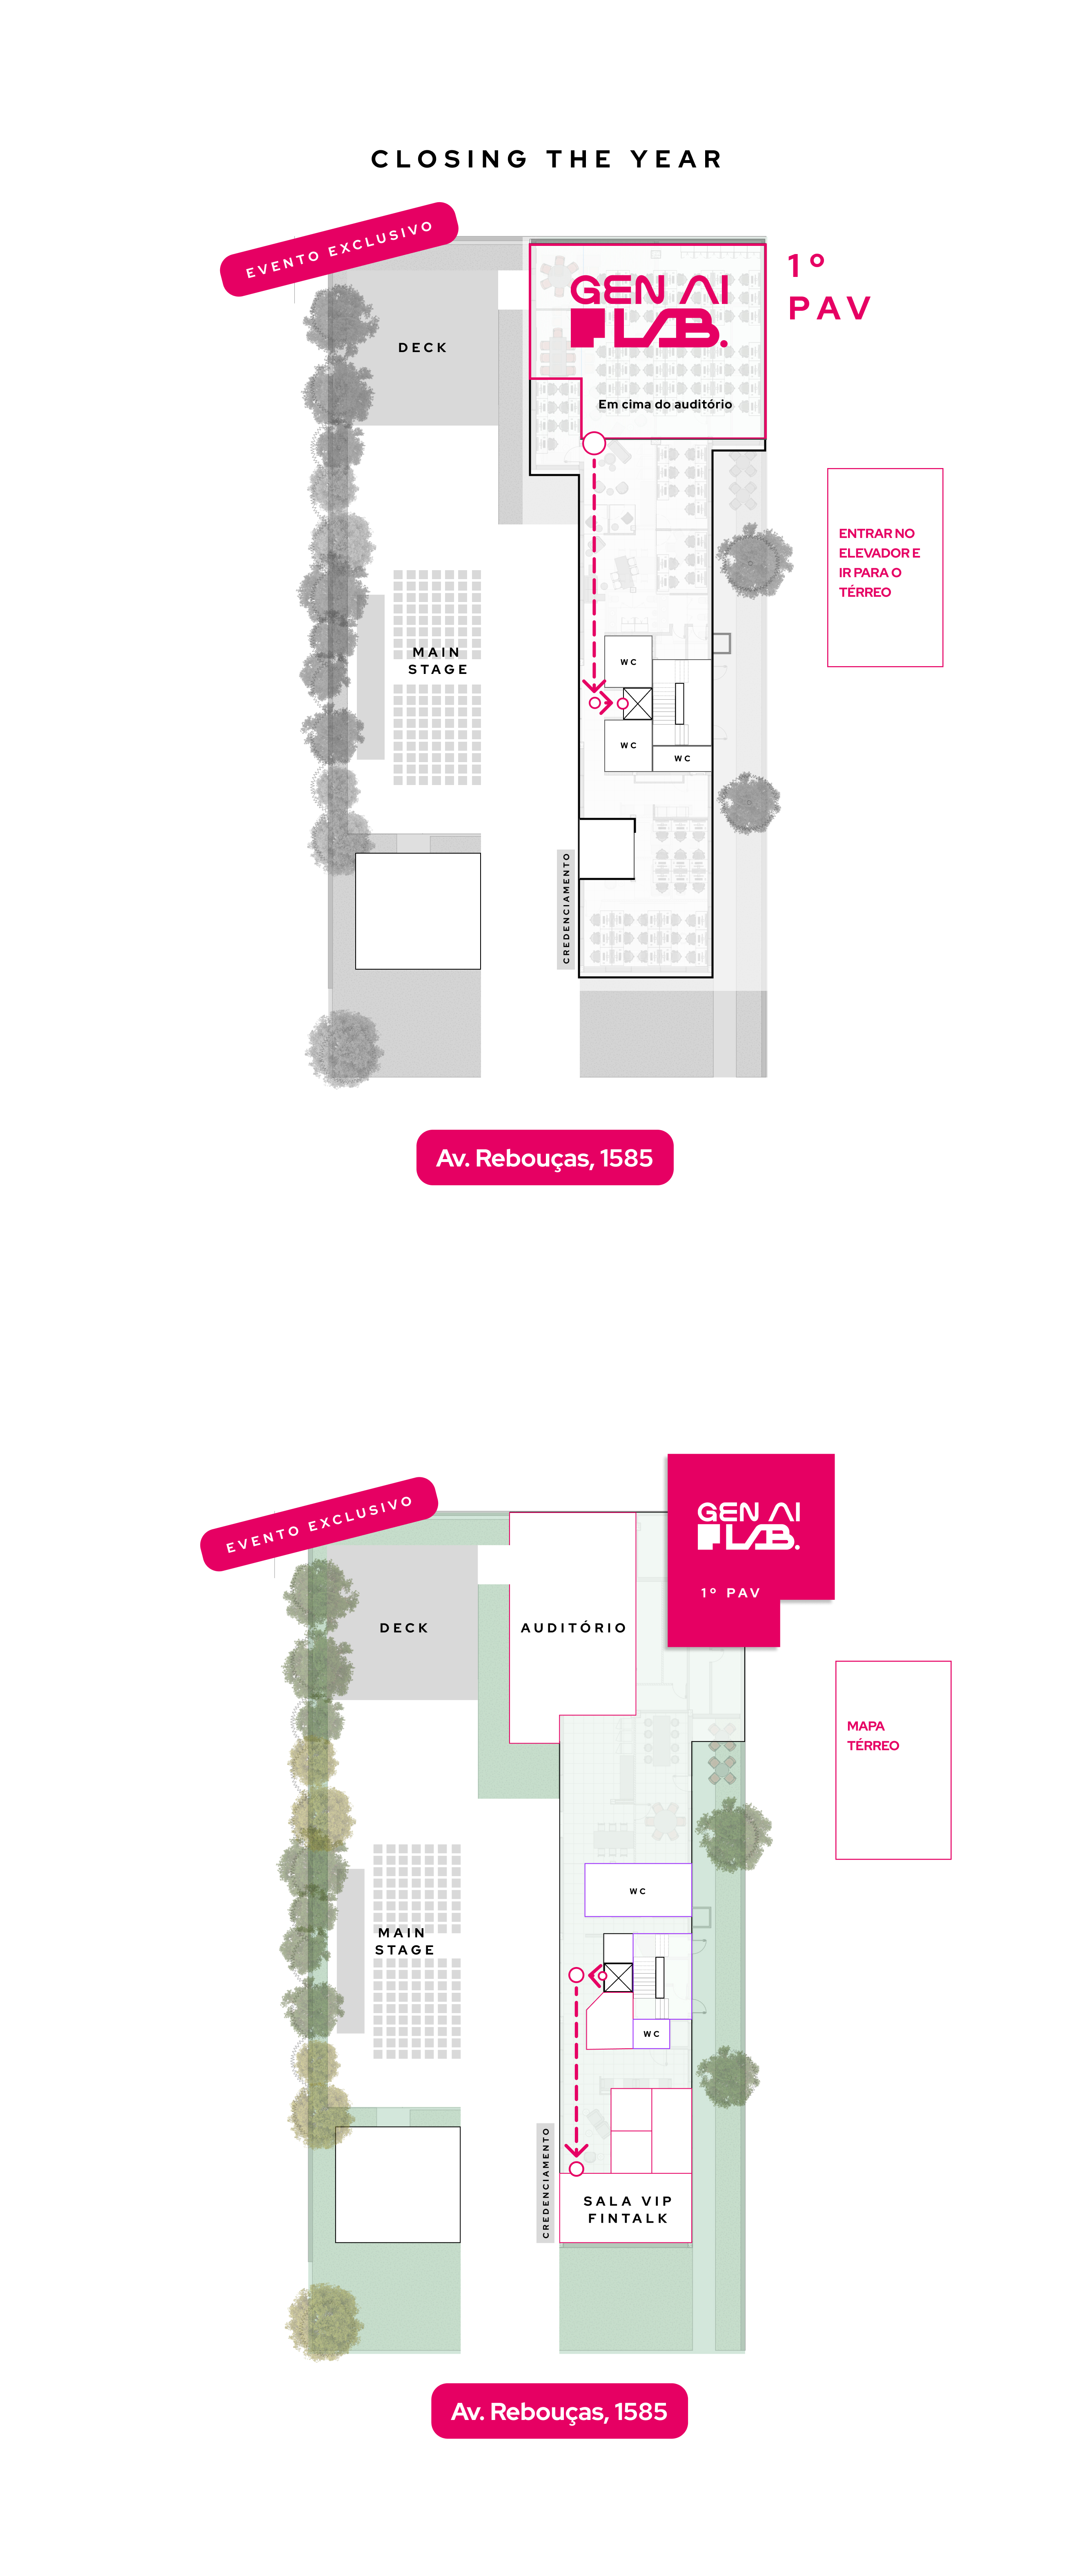 CLOSING THE YEAR
EVENTO EXCLUSIVO
1º
PAV
GEN AI
LAB.
DECK
Em cima do auditório
ENTRAR NO
ELEVADOR E
IR PARA O
TÉRREO
MAIN
STAGE
WC
WC
WC
CREDENCIAMENTO
Av. Rebouças, 1585
EVENTO EXCLUSIVO
GEN AI
LAB.
1º PAV
DECK
AUDITÓRIO
MAPA
TÉRREO
WC
MAIN
STAGE
WC
CREDENCIAMENTO
SALA VIP
FINTALK
Av. Rebouças, 1585